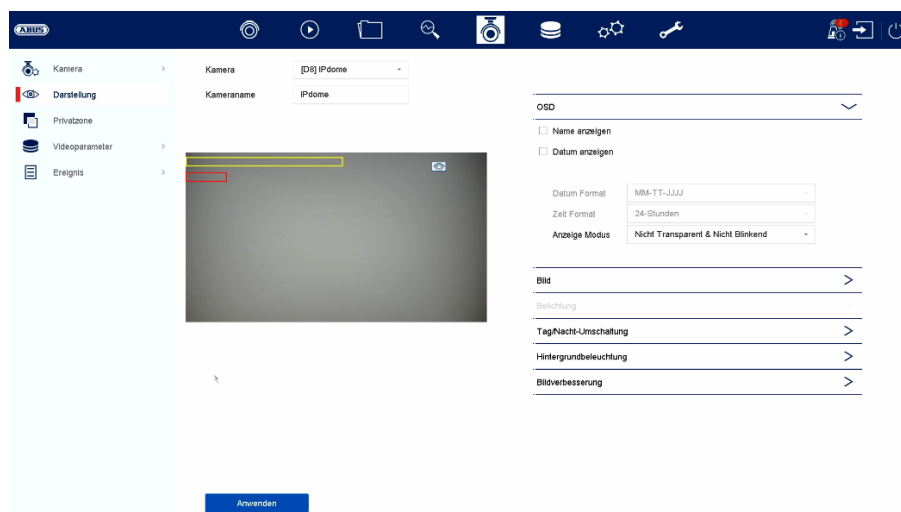 ABUS
Kamera
Darstellung
Privatzone
Videoparameter
Ereignis
Kamera [D8] IPdome
Kameraname IPdome
OSD
Name anzeigen
Datum anzeigen
Datum Format MM-TT-JJJJ
Zeit Format 24-Stunden
Anzeige Modus Nicht Transparent & Nicht Blinkend
Bild
Belichtung
Tag/Nacht-Umschaltung
Hintergrundbeleuchtung
Bildverbesserung
Anwenden